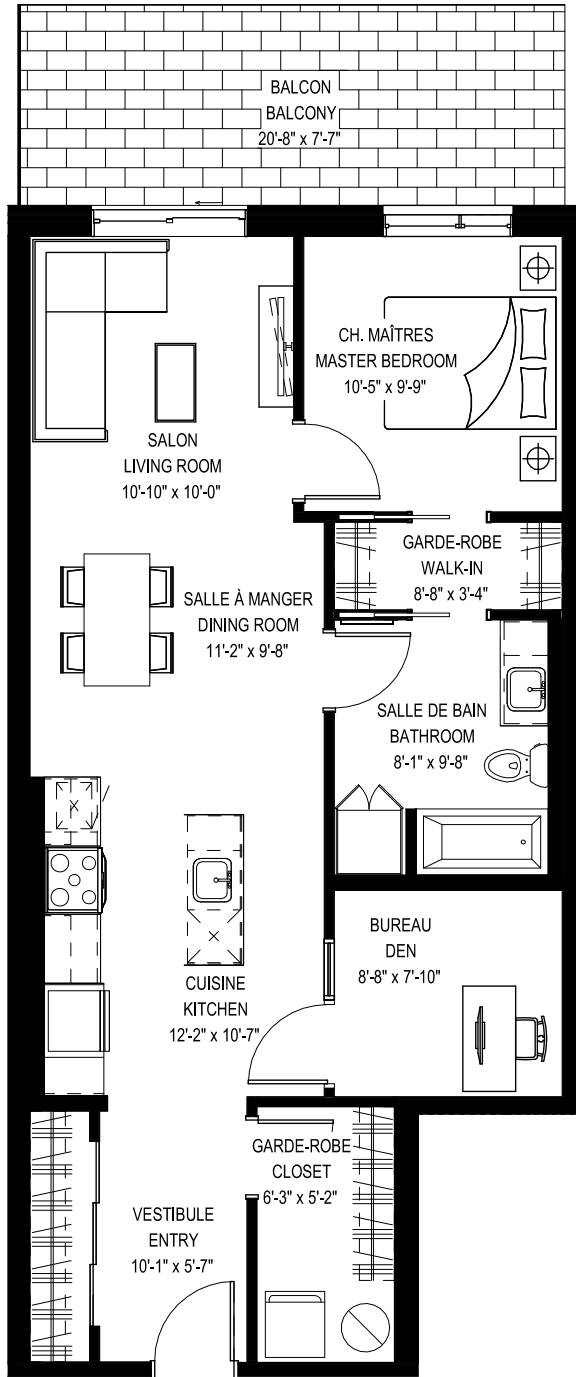 BALCON
BALCONY
20'-8" x 7'-7"
CH. MAÎTRES
MASTER BEDROOM
10'-5" x 9'-9"
SALON
LIVING ROOM
10'-10" x 10'-0"
GARDE-ROBE
WALK-IN
8'-8" x 3'-4"
SALLE À MANGER
DINING ROOM
11'-2" x 9'-8"
SALLE DE BAIN
BATHROOM
8'-1" x 9'-8"
BUREAU
DEN
8'-8" x 7'-10"
CUISINE
KITCHEN
12'-2" x 10'-7"
GARDE-ROBE
CLOSET
6'-3" x 5'-2"
VESTIBULE
ENTRY
10'-1" x 5'-7"